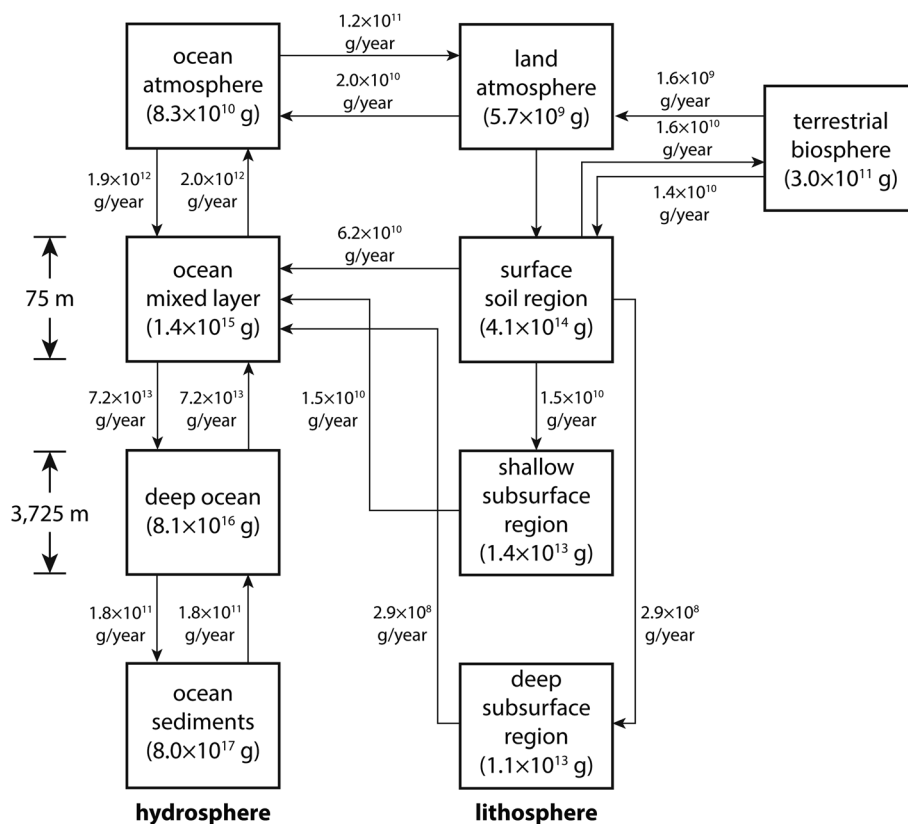 1.2×10¹¹
g/year
ocean
atmosphere
(8.3×10¹⁰ g)
2.0×10¹⁰
g/year
land
atmosphere
(5.7×10⁹ g)
1.6×10⁹
g/year
1.6×10¹⁰
g/year
terrestrial
biosphere
(3.0×10¹¹ g)
1.4×10¹⁰
g/year
1.9×10¹²
g/year
2.0×10¹²
g/year
75 m
ocean
mixed layer
(1.4×10¹⁵ g)
6.2×10¹⁰
g/year
surface
soil region
(4.1×10¹⁴ g)
7.2×10¹³
g/year
7.2×10¹³
g/year
1.5×10¹⁰
g/year
1.5×10¹⁰
g/year
3,725 m
deep ocean
(8.1×10¹⁶ g)
shallow
subsurface
region
(1.4×10¹³ g)
1.8×10¹¹
g/year
1.8×10¹¹
g/year
2.9×10⁸
g/year
2.9×10⁸
g/year
ocean
sediments
(8.0×10¹⁷ g)
deep
subsurface
region
(1.1×10¹³ g)
hydrosphere
lithosphere